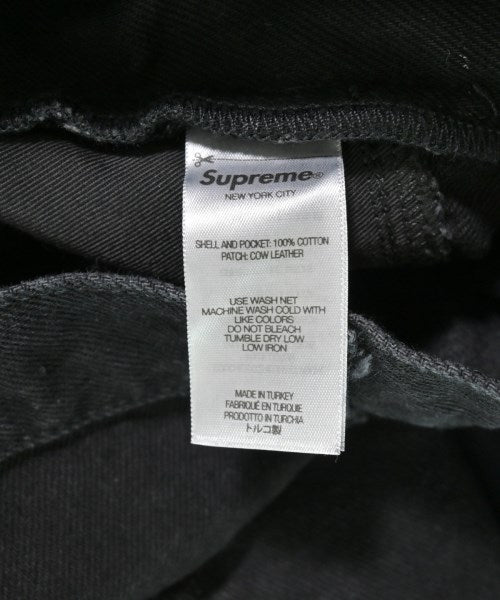 Supreme®
NEW YORK CITY
SHELL AND POCKET: 100% COTTON
PATCH: COW LEATHER
USE WASH NET
MACHINE WASH COLD WITH
LIKE COLORS
DO NOT BLEACH
TUMBLE DRY LOW
LOW IRON
MADE IN TURKEY
FABRIQUÉ EN TURQUIE
PRODOTTO IN TURCHIA
トルコ製